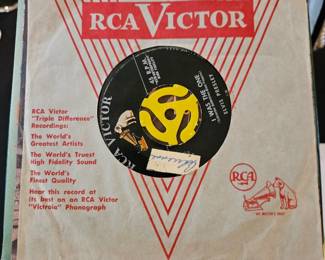 RCA VICTOR
45 R.P.M.
I WAS THE ONE
ELVIS PRESLEY
RCA VICTOR
RCA Victor
"Triple Difference"
Recordings:
The World's
Greatest Artists
The World's Truest
High Fidelity Sound
The World's
Finest Quality
Hear this record at
its best on an RCA Victor
"Victrola" Phonograph
RCA
"HIS MASTER'S VOICE"